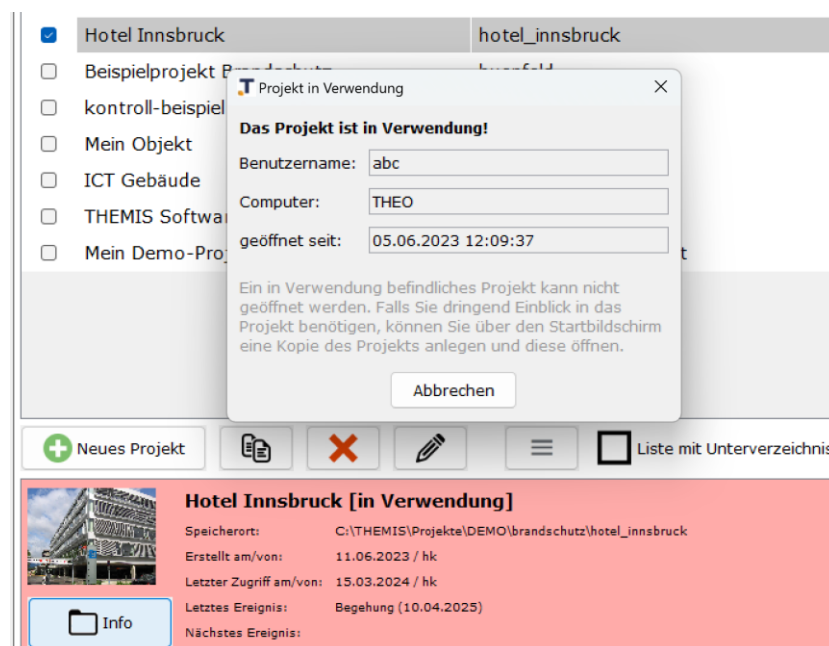 Hotel Innsbruck hotel_innsbruck
Beispielprojekt
kontroll-beispiel
Mein Objekt
ICT Gebäude
THEMIS
Mein
Projekt in Verwendung
Das Projekt ist in Verwendung!
Benutzername: abc
Computer: THEO
geöffnet seit: 05.06.2023 12:09:37
Ein in Verwendung befindliches Projekt kann nicht
geöffnet werden. Falls Sie dringend Einblick in das
Projekt benötigen, können Sie über den Startbildschirm
eine Kopie des Projekts anlegen und diese öffnen.
Abbrechen
Neues Projekt
Liste mit
Hotel Innsbruck [in Verwendung]
Speicherort: C:\THEMIS\Projekte\DEMO\brandschutz\hotel_innsbruck
Erstellt am/von: 11.06.2023 / hk
Letzter Zugriff am/von: 15.03.2024 / hk
Letztes Ereignis: Begehung (10.04.2025)
Nächstes Ereignis:
Info